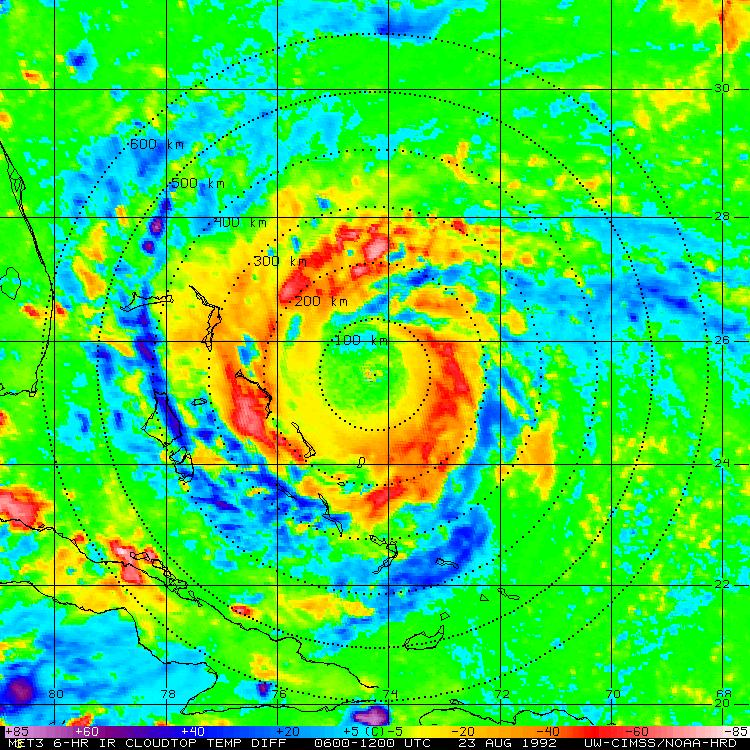 30
600 km
500 km
28
400 km
300 km
200 km
26
100 km
24
22
80 78 76 74 72 70 20
+85 +60 +40 +20 +5(C)-5 -20 -40 -60 -85
MET3 6-HR IR CLOUDTOP TEMP DIFF 0600-1200 UTC 23 AUG 1992 UW-CIMSS/NOAA-HRD